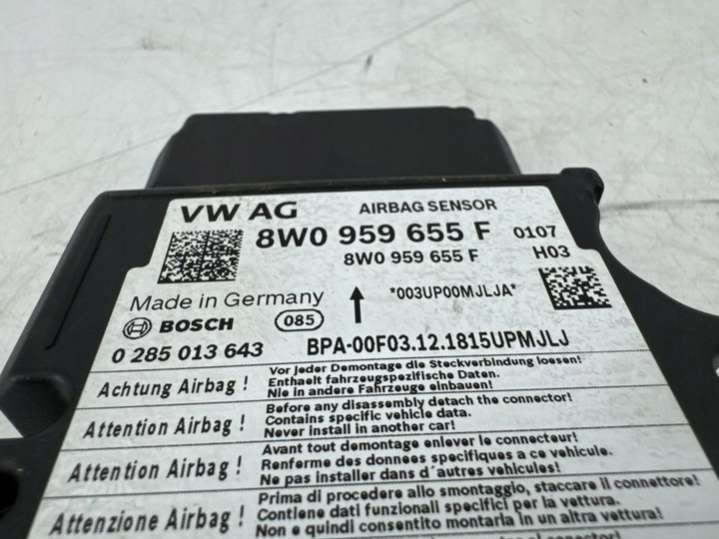 VW AG AIRBAG SENSOR
8W0 959 655 F 0107
8W0 959 655 F H03
*003UP00MJLJA*
Made in Germany
BOSCH 085
0 285 013 643 BPA-00F03.12.1815UPMJLJ
Achtung Airbag !
Vor jeder Demontage die Steckverbindung loesen!
Enthaelt fahrzeugspezifische Daten.
Nie in andere Fahrzeuge einbauen!
Attention Airbag !
Before any disassembly detach the connector!
Contains specific vehicle data.
Never install in another car!
Attention Airbag !
Avant tout demontage enlever le connecteur!
Renferme des donnees specifiques a ce vehicule.
Ne pas installer dans d´autres vehicules!
Attenzione Airbag !
Prima di procedere allo smontaggio, staccare il connettore!
Contiene dati funzionali specifici per la vettura.
Non e quindi consentito montarla in un altra vettura!